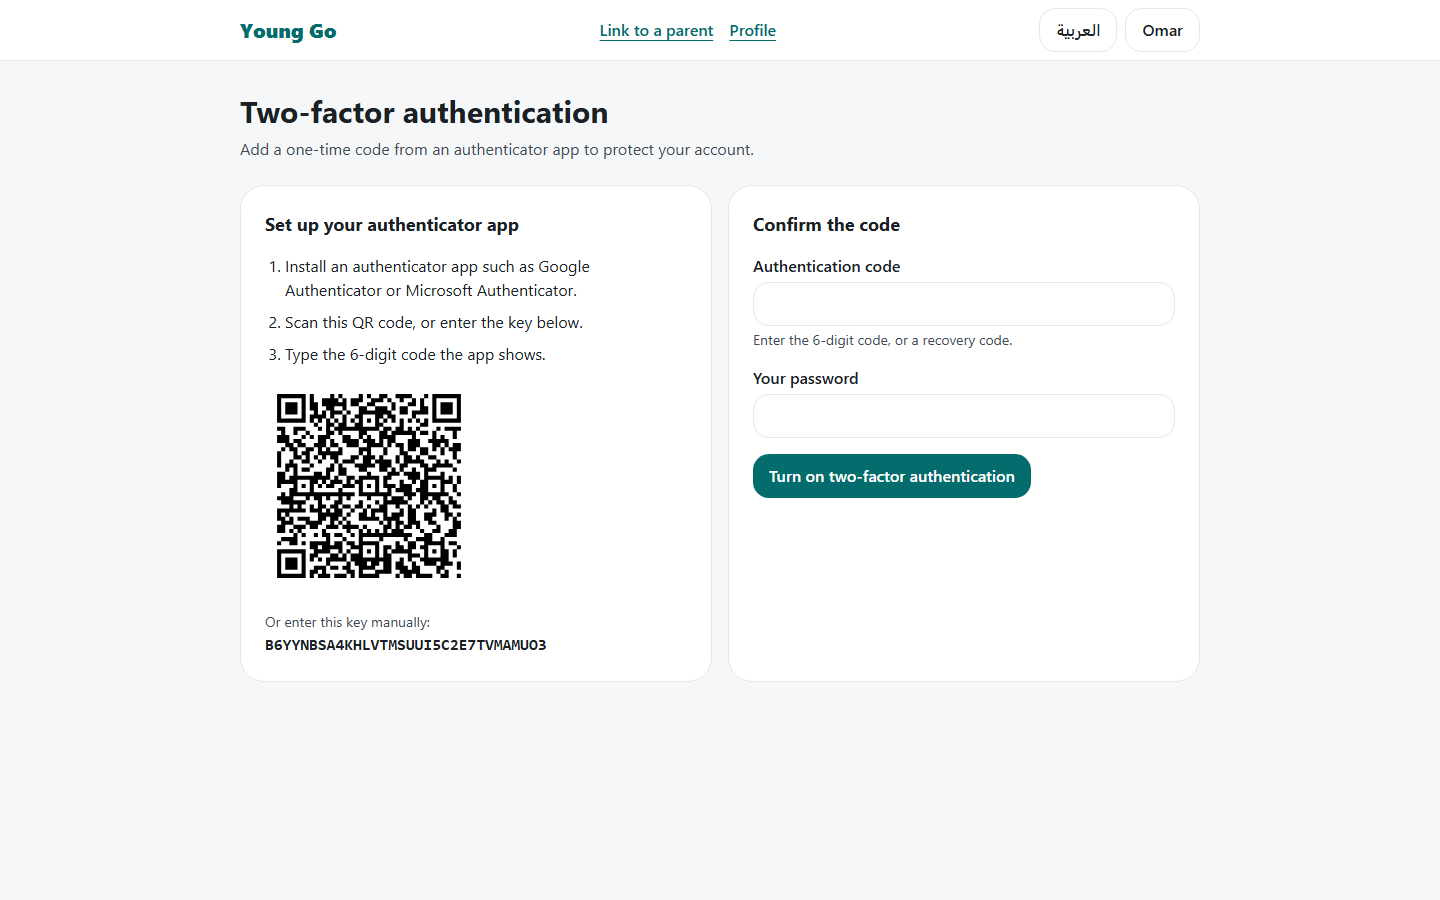 Young Go
Link to a parent
Profile
العربية
Omar
Two-factor authentication
Add a one-time code from an authenticator app to protect your account.
Set up your authenticator app
1. Install an authenticator app such as Google
Authenticator or Microsoft Authenticator.
2. Scan this QR code, or enter the key below.
3. Type the 6-digit code the app shows.
Or enter this key manually:
B6YYNBSA4KHLVTMSUUI5C2E7TVMAMUO3
Confirm the code
Authentication code
Enter the 6-digit code, or a recovery code.
Your password
Turn on two-factor authentication